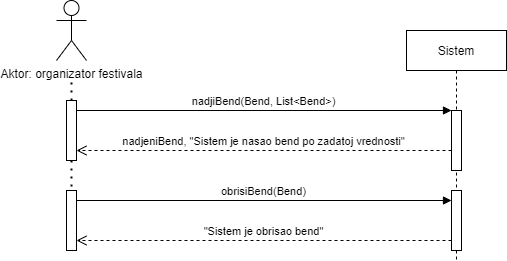 Sistem
Aktor: organizator festivala
nadjiBend(Bend, List<Bend>)
nadjeniBend, "Sistem je nasao bend po zadatoj vrednosti"
obrisiBend(Bend)
"Sistem je obrisao bend"